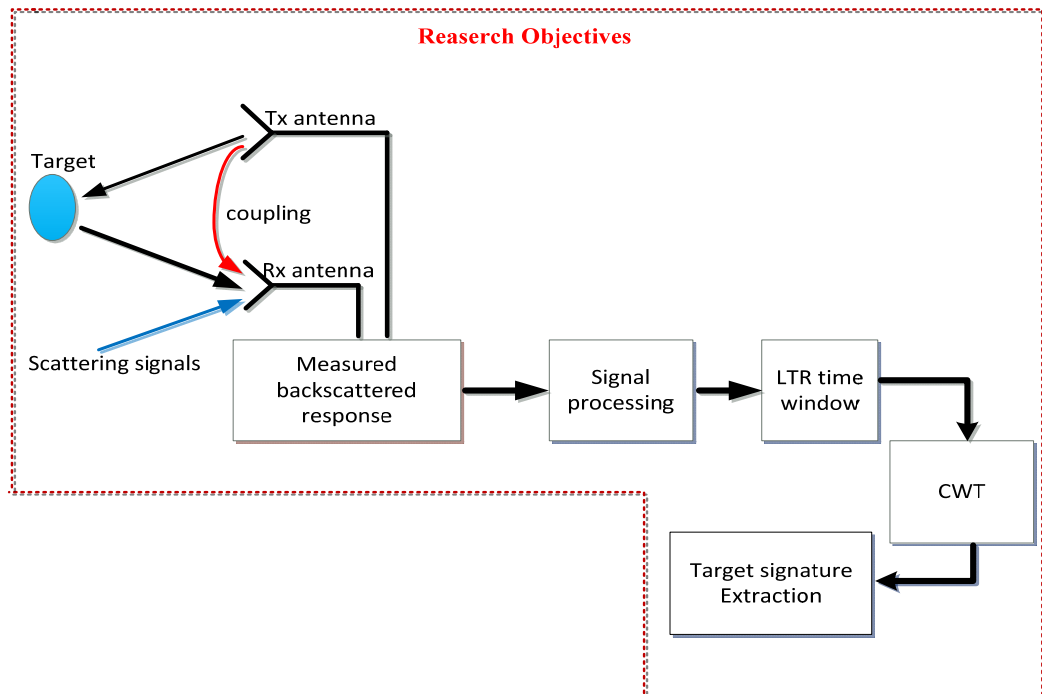 Reaserch Objectives
Tx antenna
Target
coupling
Rx antenna
Scattering signals
Measured
backscattered
response
Signal
processing
LTR time
window
CWT
Target signature
Extraction